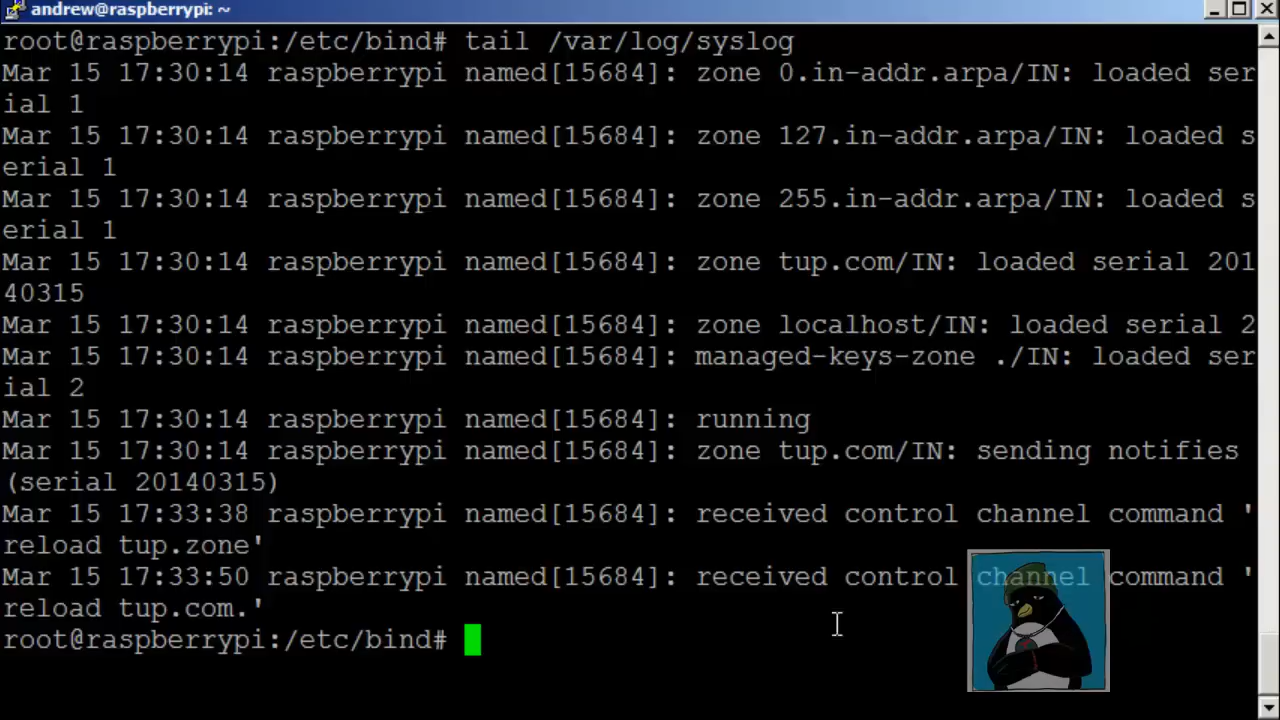 andrew@raspberrypi: ~
root@raspberrypi:/etc/bind# tail /var/log/syslog
Mar 15 17:30:14 raspberrypi named[15684]: zone 0.in-addr.arpa/IN: loaded ser
ial 1
Mar 15 17:30:14 raspberrypi named[15684]: zone 127.in-addr.arpa/IN: loaded s
erial 1
Mar 15 17:30:14 raspberrypi named[15684]: zone 255.in-addr.arpa/IN: loaded s
erial 1
Mar 15 17:30:14 raspberrypi named[15684]: zone tup.com/IN: loaded serial 201
40315
Mar 15 17:30:14 raspberrypi named[15684]: zone localhost/IN: loaded serial 2
Mar 15 17:30:14 raspberrypi named[15684]: managed-keys-zone ./IN: loaded ser
ial 2
Mar 15 17:30:14 raspberrypi named[15684]: running
Mar 15 17:30:14 raspberrypi named[15684]: zone tup.com/IN: sending notifies
(serial 20140315)
Mar 15 17:33:38 raspberrypi named[15684]: received control channel command '
reload tup.zone'
Mar 15 17:33:50 raspberrypi named[15684]: received control channel command '
reload tup.com.'
root@raspberrypi:/etc/bind#